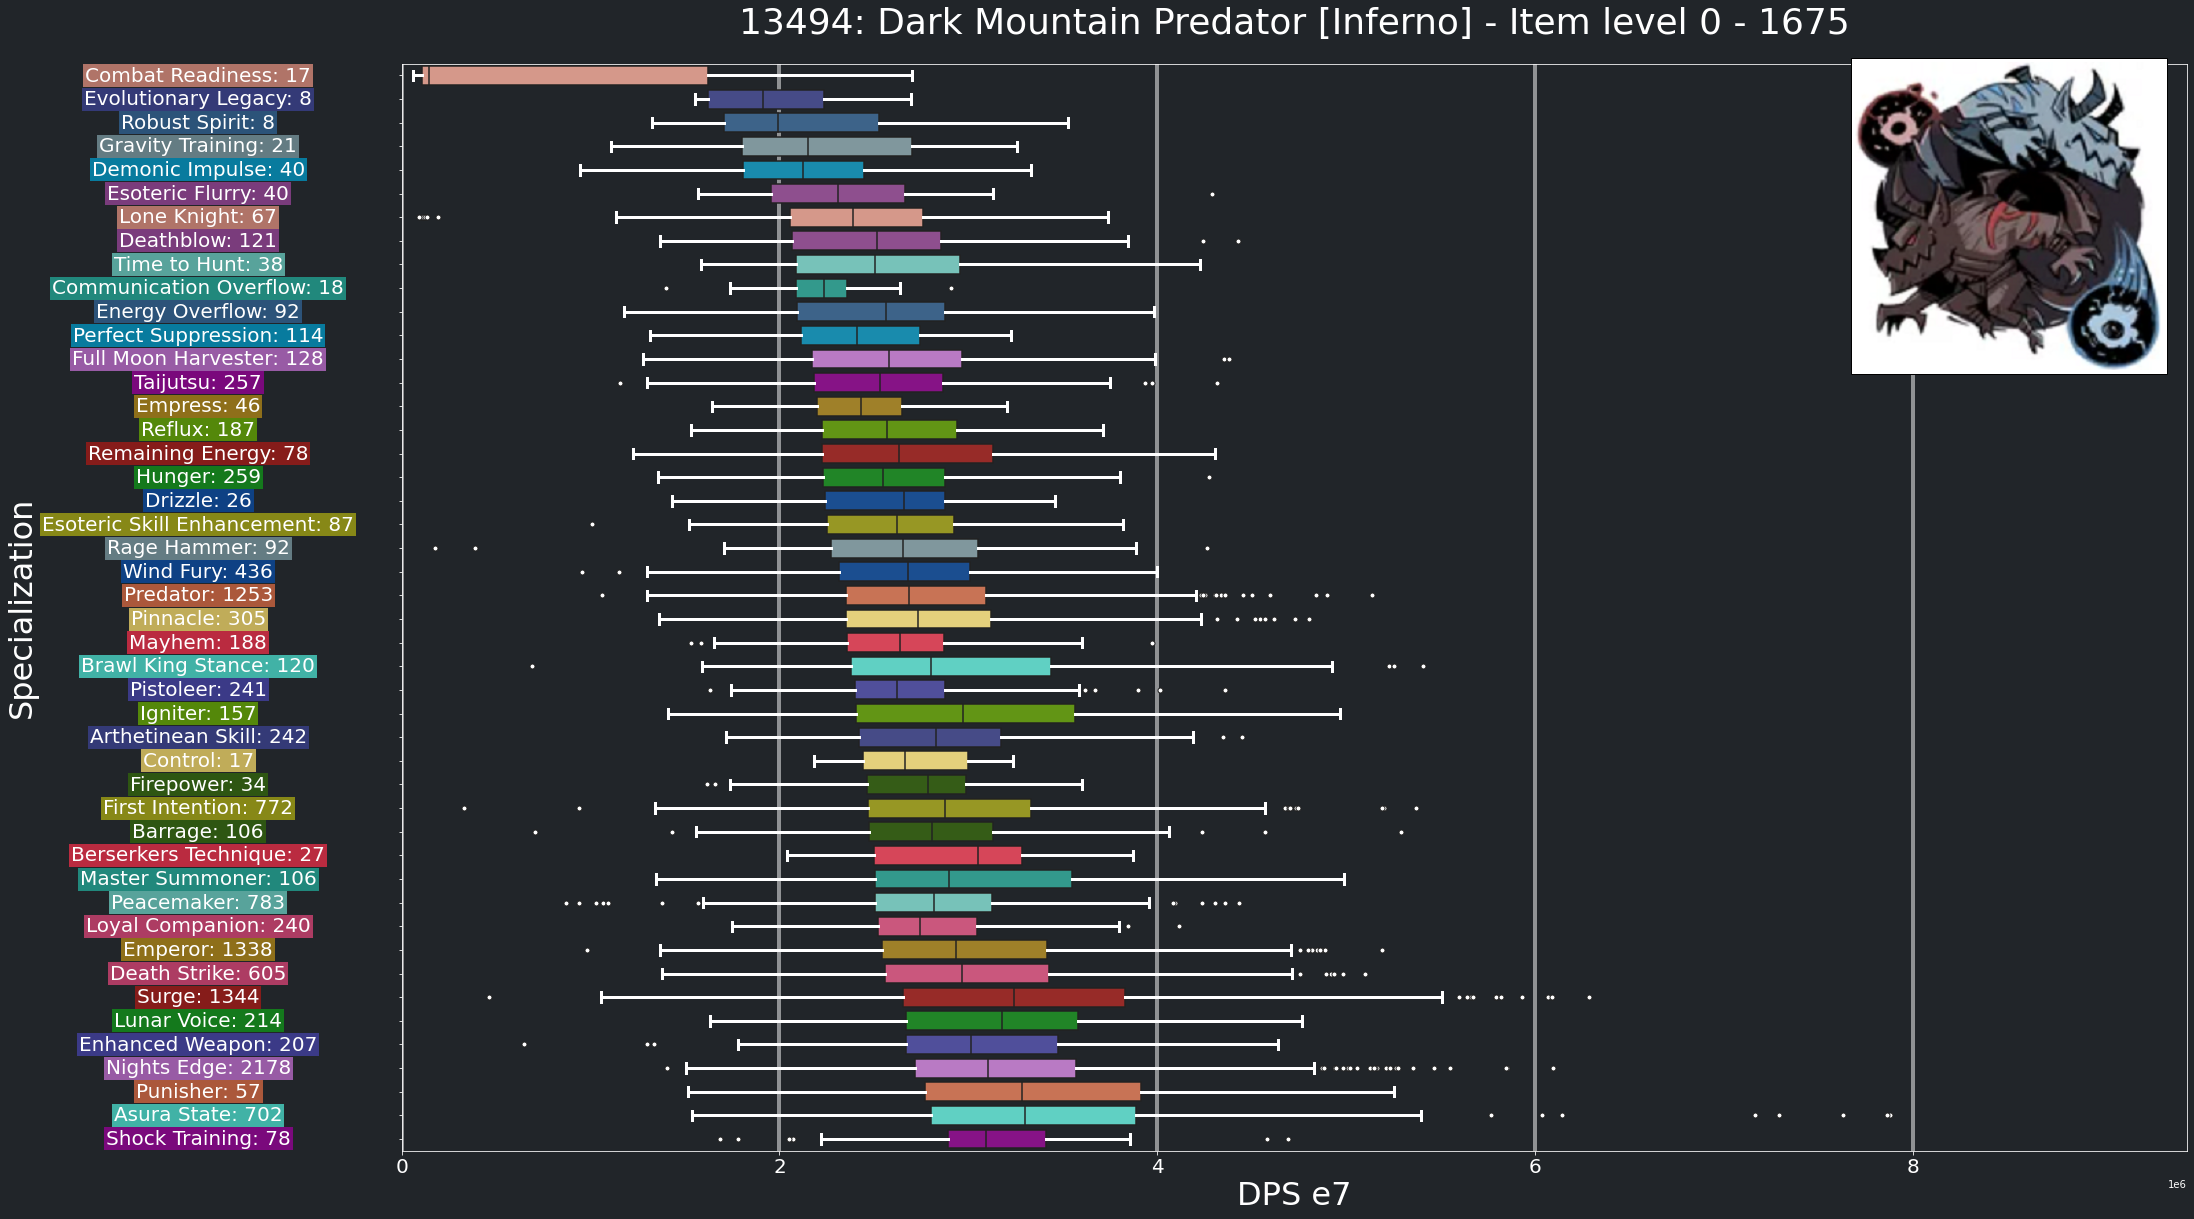 13494: Dark Mountain Predator [Inferno] - Item level 0 - 1675
Combat Readiness: 17
Evolutionary Legacy: 8
Robust Spirit: 8
Gravity Training: 21
Demonic Impulse: 40
Esoteric Flurry: 40
Lone Knight: 67
Deathblow: 121
Time to Hunt: 38
Communication Overflow: 18
Energy Overflow: 92
Perfect Suppression: 114
Full Moon Harvester: 128
Taijutsu: 257
Empress: 46
Reflux: 187
Remaining Energy: 78
Hunger: 259
Drizzle: 26
Esoteric Skill Enhancement: 87
Rage Hammer: 92
Wind Fury: 436
Predator: 1253
Pinnacle: 305
Mayhem: 188
Brawl King Stance: 120
Pistoleer: 241
Igniter: 157
Arthetinean Skill: 242
Control: 17
Firepower: 34
First Intention: 772
Barrage: 106
Berserkers Technique: 27
Master Summoner: 106
Peacemaker: 783
Loyal Companion: 240
Emperor: 1338
Death Strike: 605
Surge: 1344
Lunar Voice: 214
Enhanced Weapon: 207
Nights Edge: 2178
Punisher: 57
Asura State: 702
Shock Training: 78
Specialization
0 2 4 6 8
1e6
DPS e7